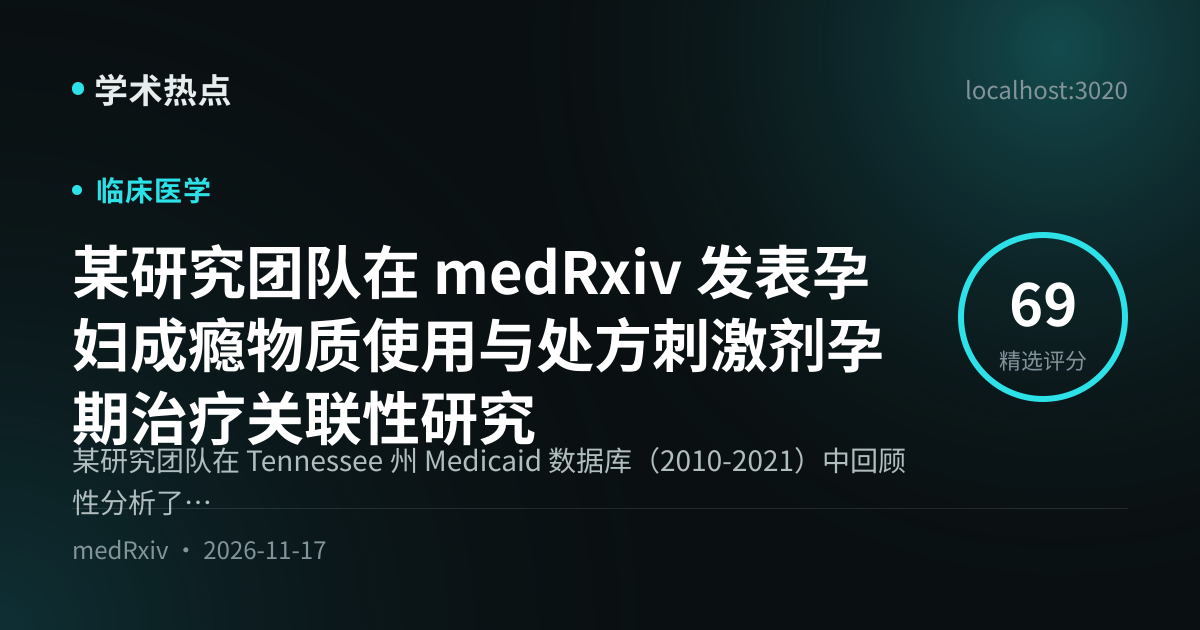 学术热点
localhost:3020
临床医学
某研究团队在 medRxiv 发表孕
妇成瘾物质使用与处方刺激剂孕
期治疗关联性研究
69
精选评分
某研究团队在 Tennessee 州 Medicaid 数据库（2010-2021）中回顾
性分析了…
medRxiv • 2026-11-17